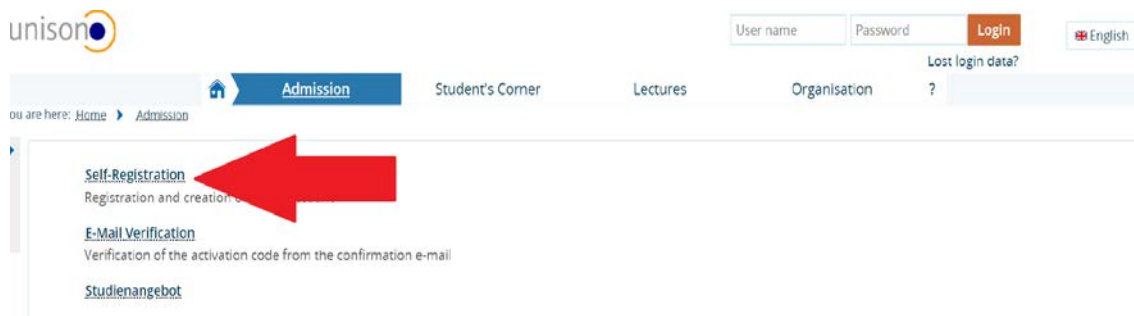 unison
User name Password Login English
Lost login data?
Admission Student's Corner Lectures Organisation ?
ou are here: Home Admission
Self-Registration
Registration and creation
E-Mail Verification
Verification of the activation code from the confirmation e-mail
Studienangebot